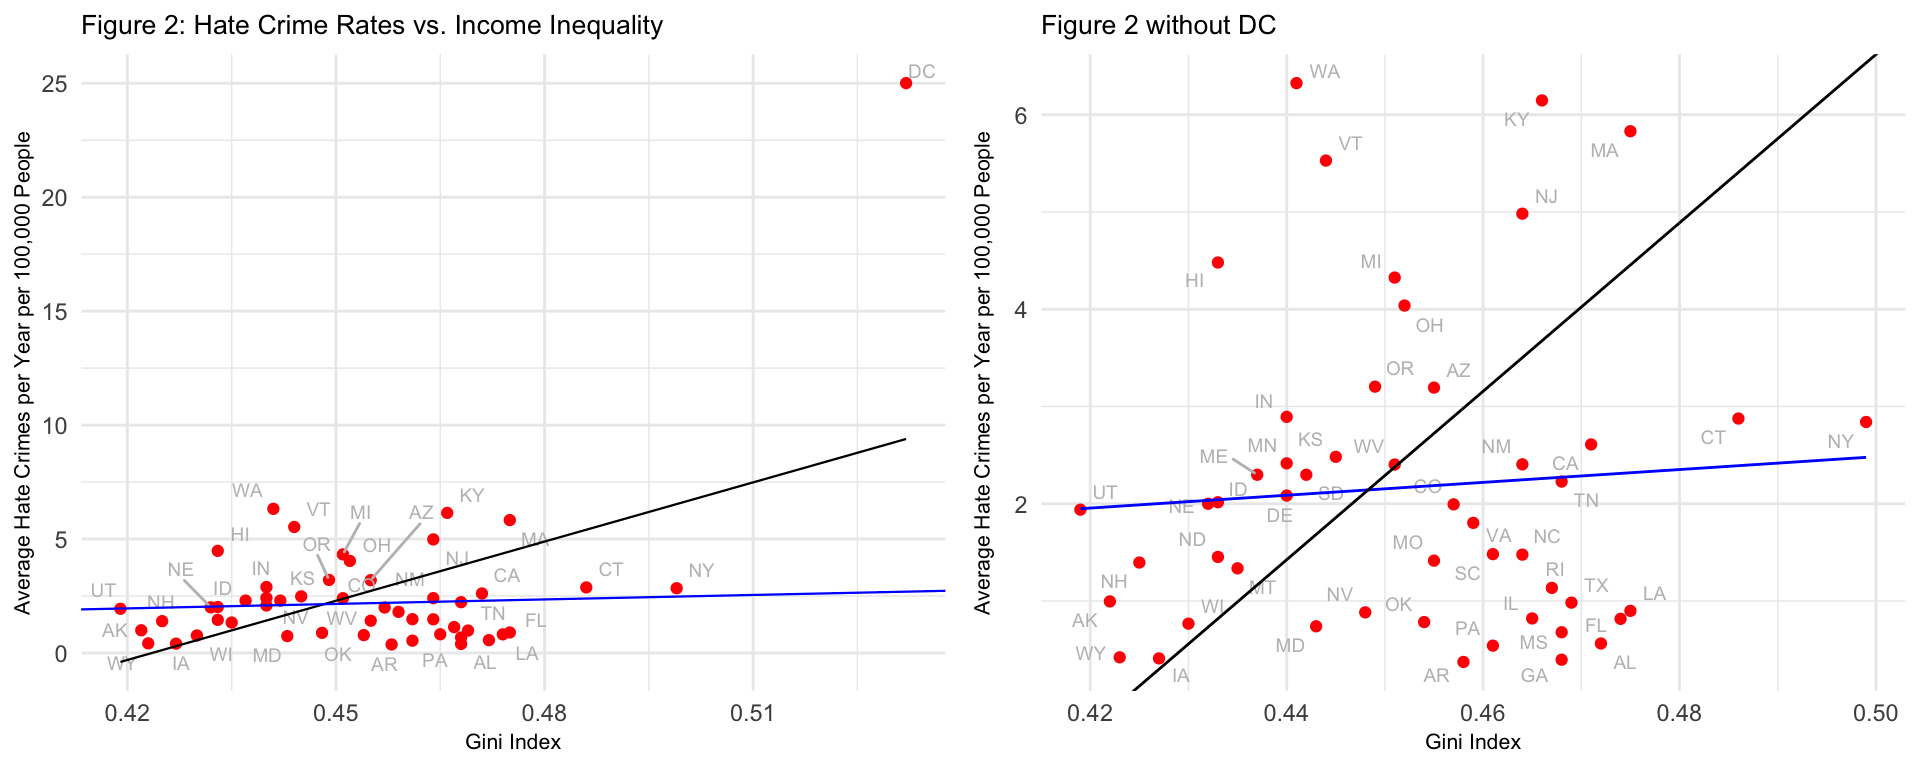 Figure 2: Hate Crime Rates vs. Income Inequality
Average Hate Crimes per Year per 100,000 People
25
20
15
10
5
0
DC
WA
VT
MI
AZ
KY
HI
OR
OH
MA
NJ
NE
IN
KS
CO
NM
CA
CT
NY
UT
ID
NH
NV
WV
TN
FL
AK
WY
IA
WI
MD
OK
AR
PA
AL
LA
0.42
0.45
0.48
0.51
Gini Index
Figure 2 without DC
Average Hate Crimes per Year per 100,000 People
6
4
2
WA
KY
VT
MA
NJ
HI
MI
OH
OR
AZ
IN
MN
KS
WV
NM
CT
NY
ME
CA
UT
ID
SD
CO
TN
NE
DE
ND
MO
VA
NC
NH
MT
SC
RI
TX
AK
WI
NV
OK
IL
LA
MD
PA
MS
FL
WY
IA
AR
GA
AL
0.42
0.44
0.46
0.48
0.50
Gini Index